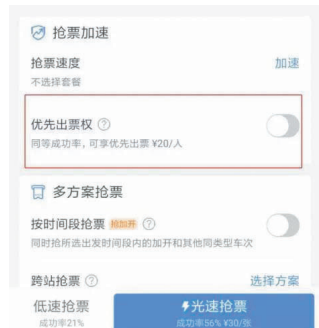 抢票加速
抢票速度 加速
不选择套餐
优先出票权 ?
同等成功率，可享优先出票 ¥20/人
多方案抢票
按时间段抢票 抢加开 ?
同时抢所选出发时间段内的加开和其他同类型车次
跨站抢票 ? 选择方案
低速抢票 光速抢票
成功率21% 成功率56% ¥30/张